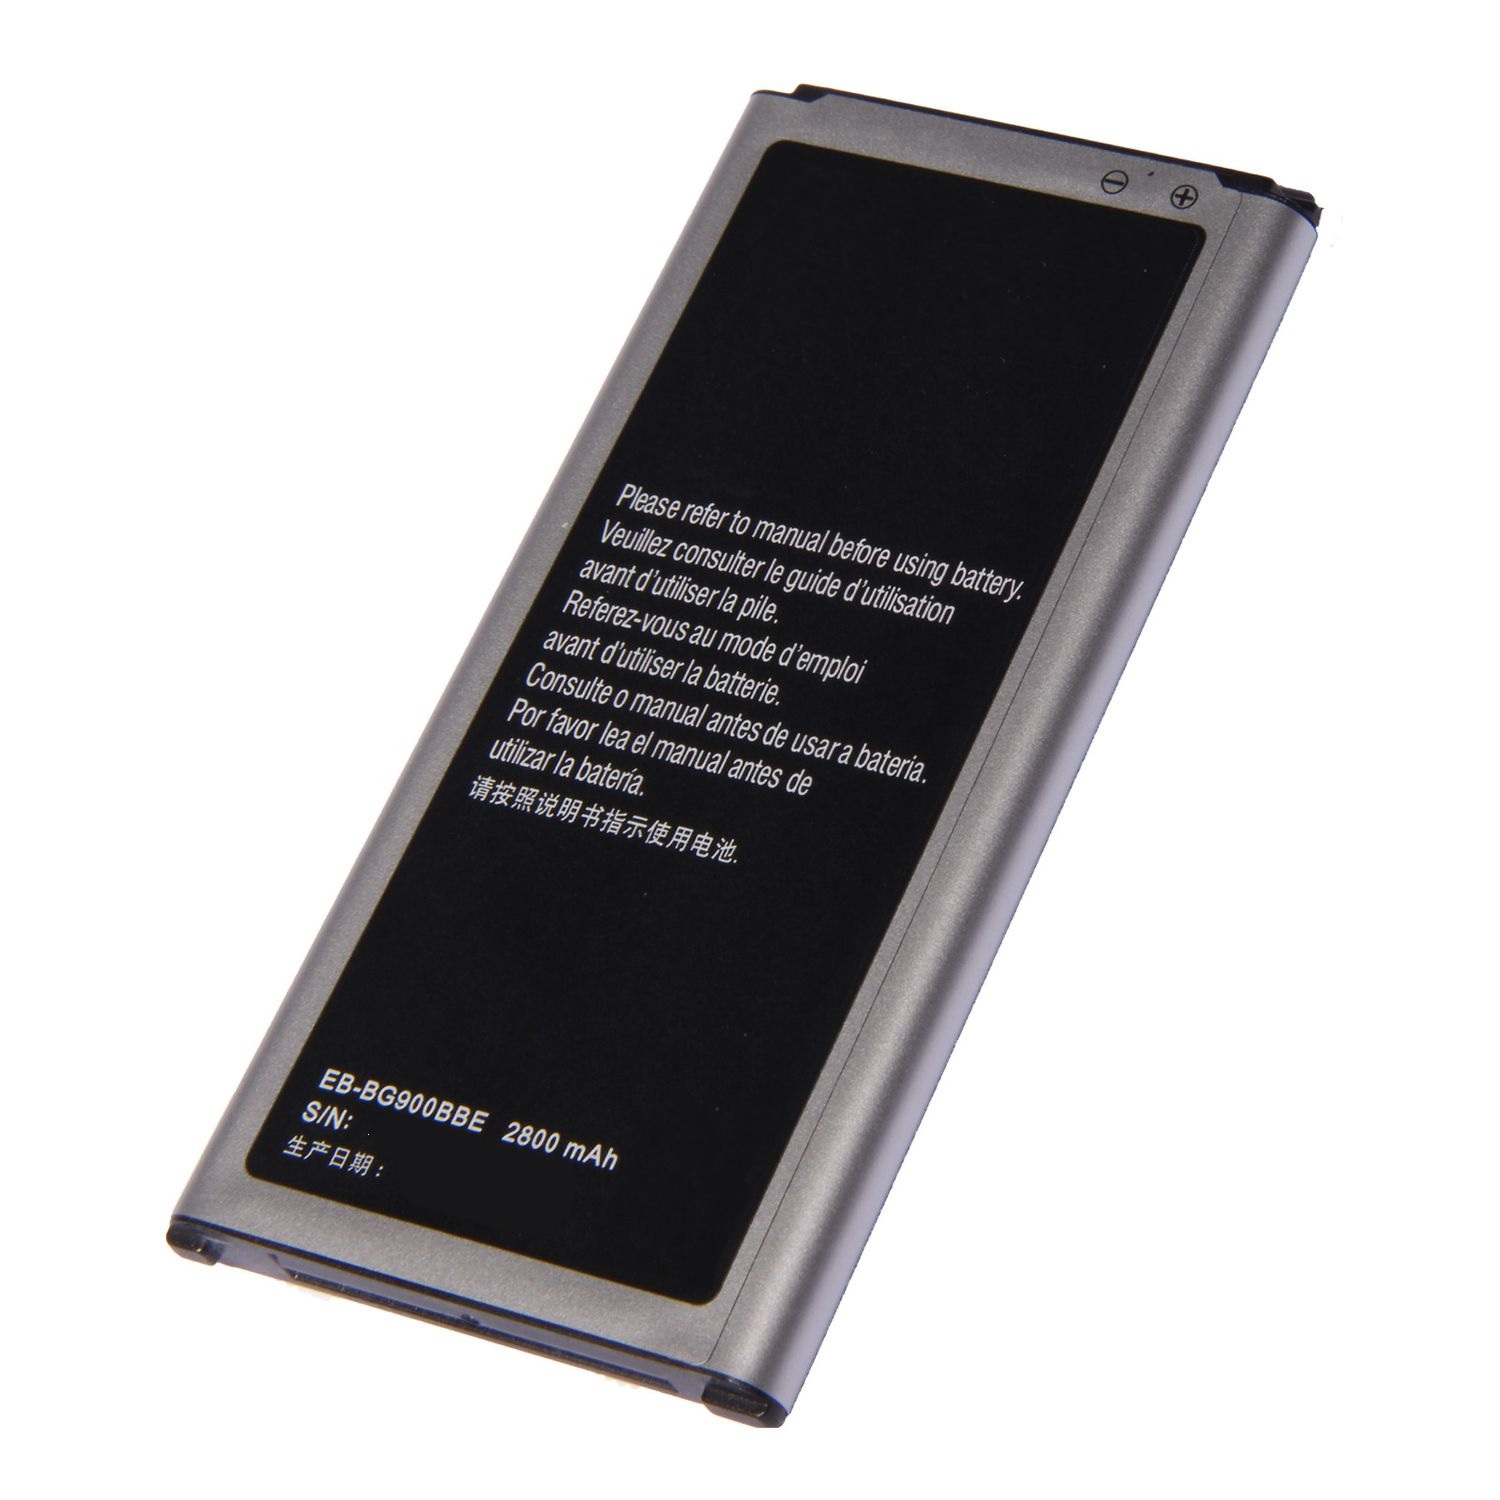 Please refer to manual before using battery.
Veuillez consulter le guide d'utilisation
avant d'utiliser la pile.
Referez-vous au mode d'emploi
avant d'utiliser la batterie.
Consulte o manual antes de usar a bateria.
Por favor lea el manual antes de
utilizar la batería.
请按照说明书指示使用电池.
EB-BG900BBE 2800 mAh
S/N:
生产日期：